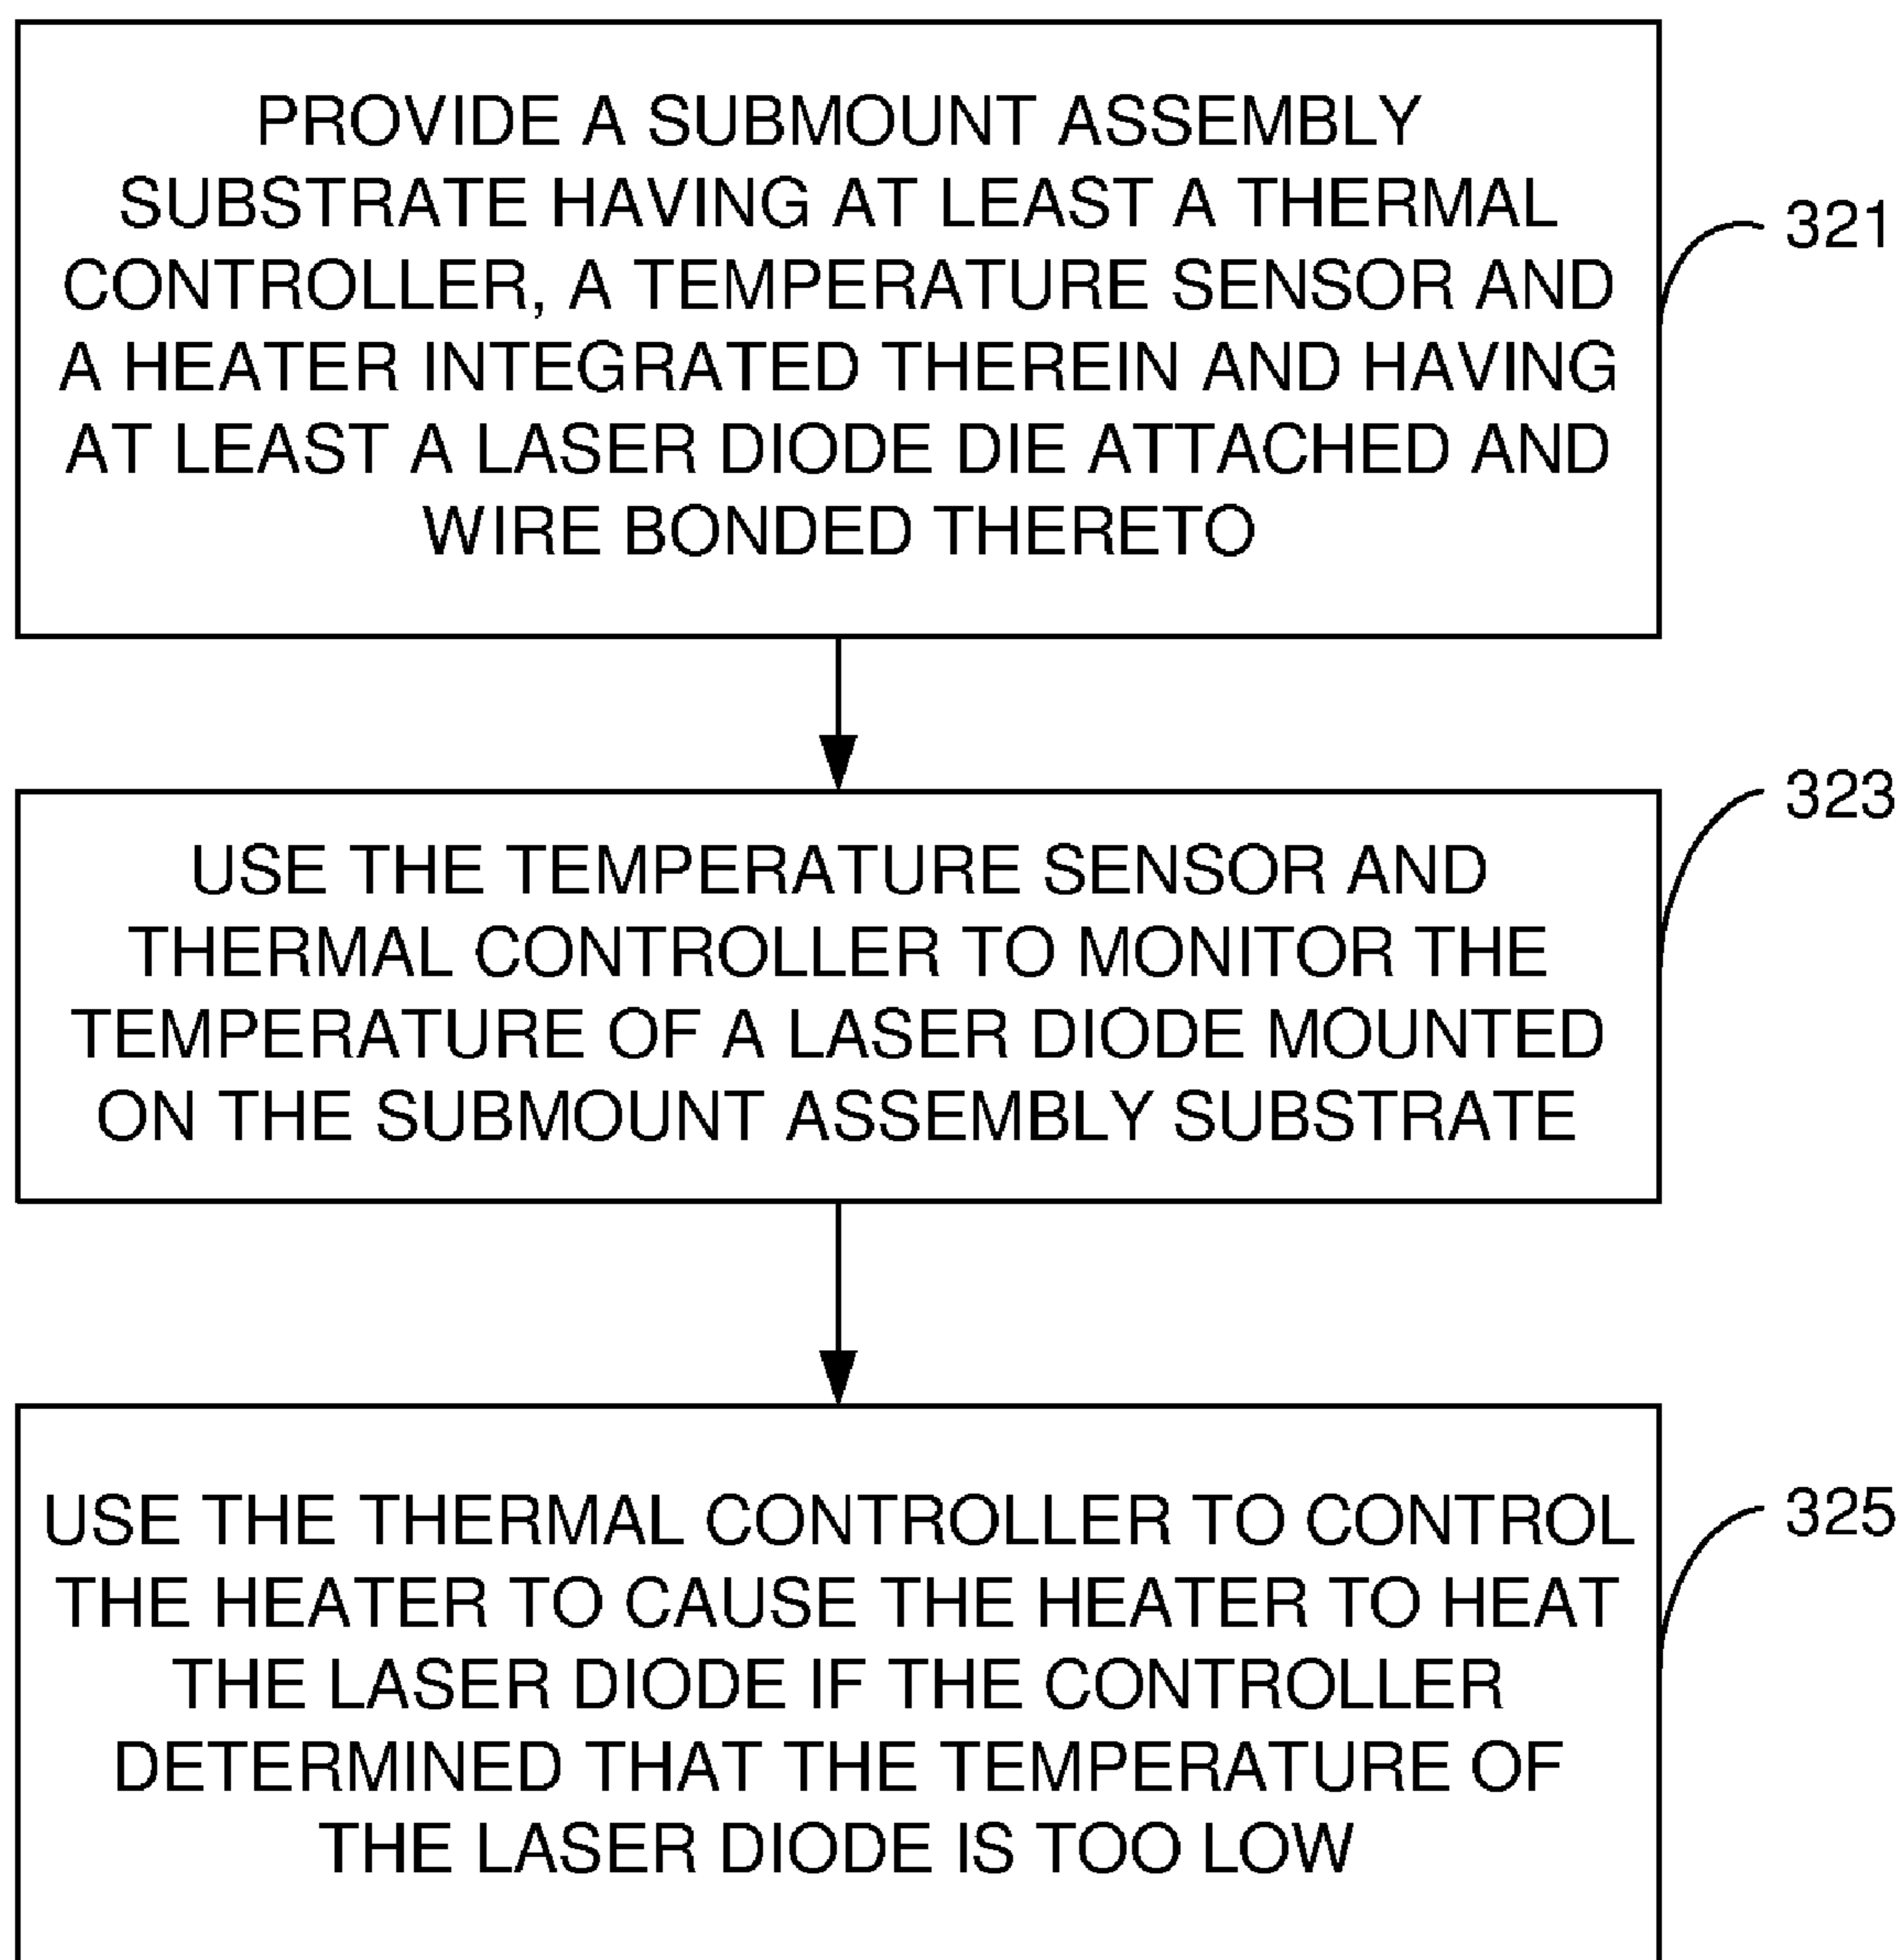 PROVIDE A SUBMOUNT ASSEMBLY
SUBSTRATE HAVING AT LEAST A THERMAL
CONTROLLER, A TEMPERATURE SENSOR AND
A HEATER INTEGRATED THEREIN AND HAVING
AT LEAST A LASER DIODE DIE ATTACHED AND
WIRE BONDED THERETO
321
USE THE TEMPERATURE SENSOR AND
THERMAL CONTROLLER TO MONITOR THE
TEMPERATURE OF A LASER DIODE MOUNTED
ON THE SUBMOUNT ASSEMBLY SUBSTRATE
323
USE THE THERMAL CONTROLLER TO CONTROL
THE HEATER TO CAUSE THE HEATER TO HEAT
THE LASER DIODE IF THE CONTROLLER
DETERMINED THAT THE TEMPERATURE OF
THE LASER DIODE IS TOO LOW
325